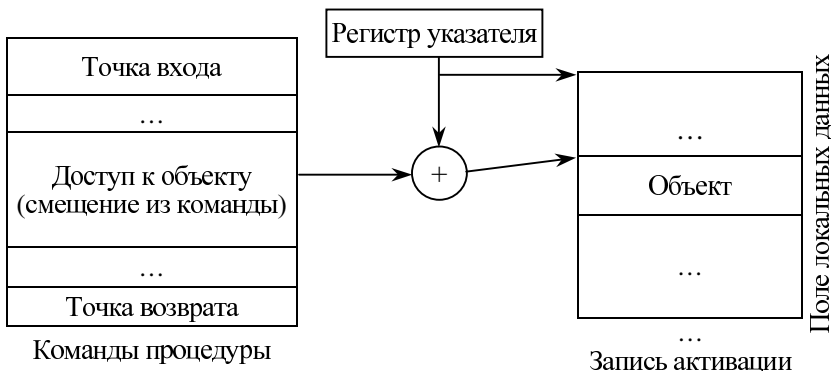 Регистр указателя
Точка входа
…
Доступ к объекту
(смещение из команды)
…
Точка возврата
Команды процедуры
+
…
Объект
…
…
Запись активации
Поле локальных данных